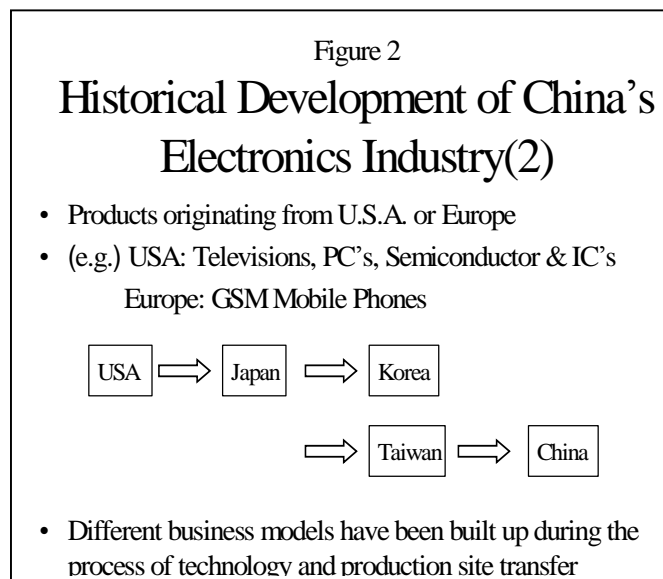 Figure 2
Historical Development of China’s
Electronics Industry(2)
• Products originating from U.S.A. or Europe
• (e.g.) USA: Televisions, PC’s, Semiconductor & IC’s
Europe: GSM Mobile Phones
USA Japan Korea
Taiwan China
• Different business models have been built up during the
process of technology and production site transfer